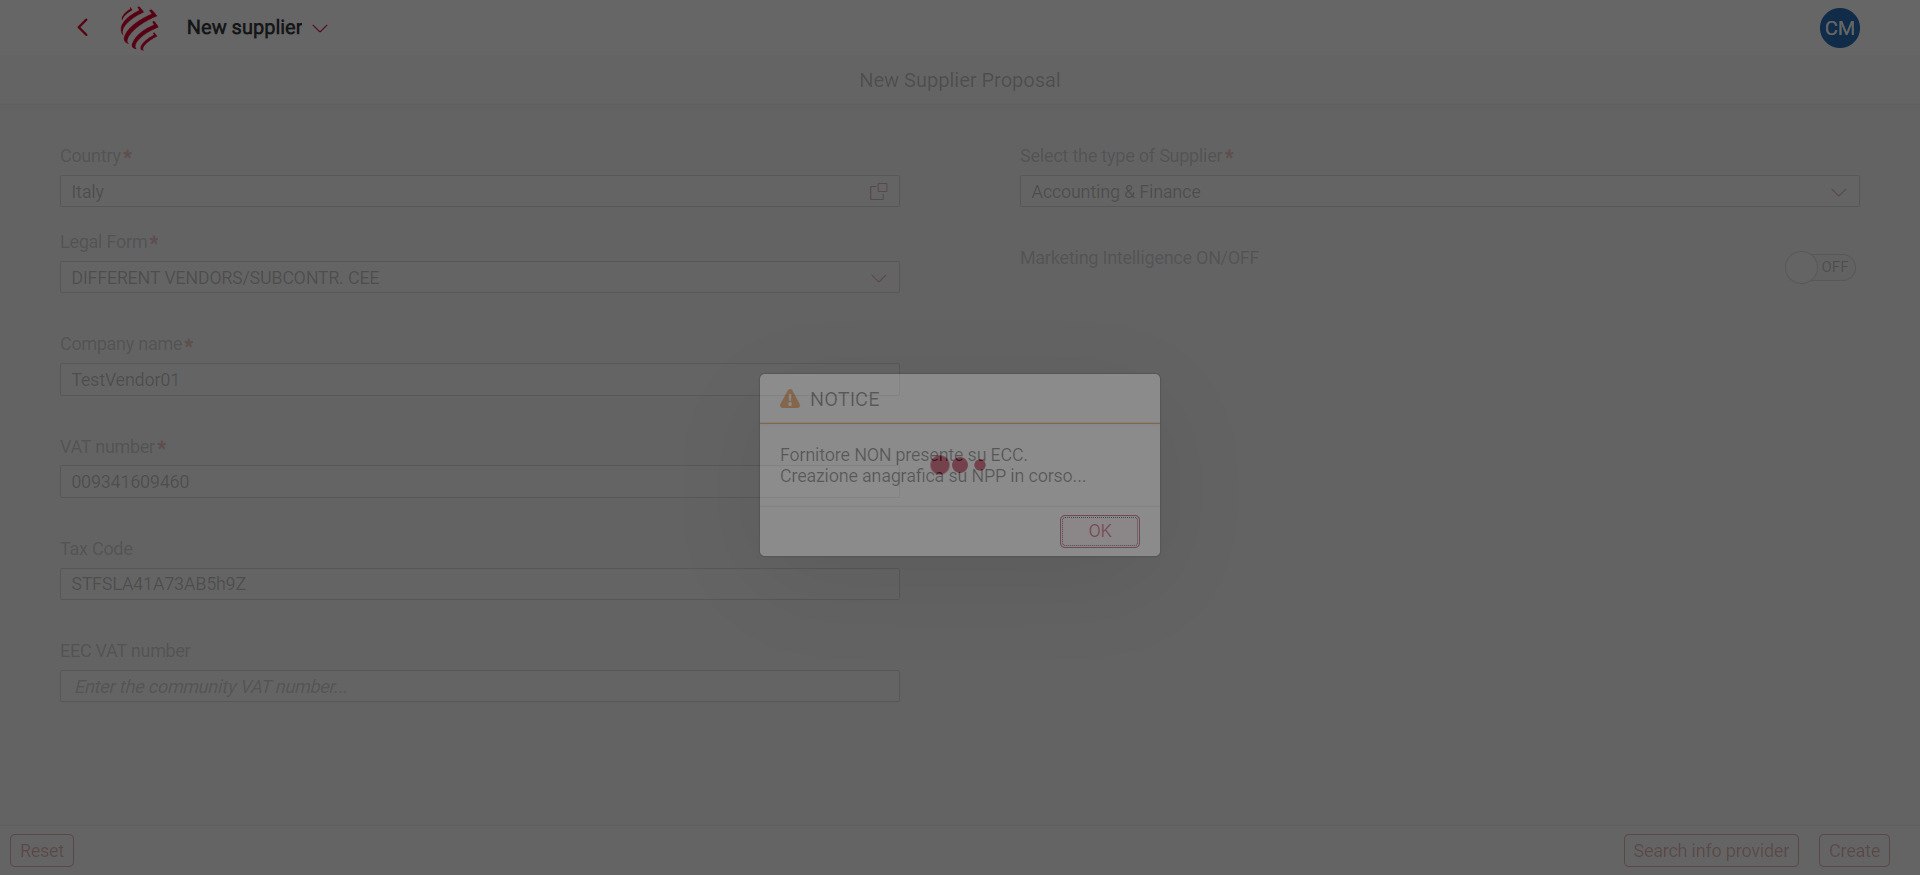 New supplier
CM
New Supplier Proposal
Country*
Italy
Select the type of Supplier*
Accounting & Finance
Legal Form*
DIFFERENT VENDORS/SUBCONTR. CEE
Marketing Intelligence ON/OFF
OFF
Company name*
TestVendor01
VAT number*
009341609460
Tax Code
STFSLA41A73AB5h9Z
EEC VAT number
Enter the community VAT number...
NOTICE
Fornitore NON presente su ECC.
Creazione anagrafica su NPP in corso...
OK
Reset
Search info provider
Create